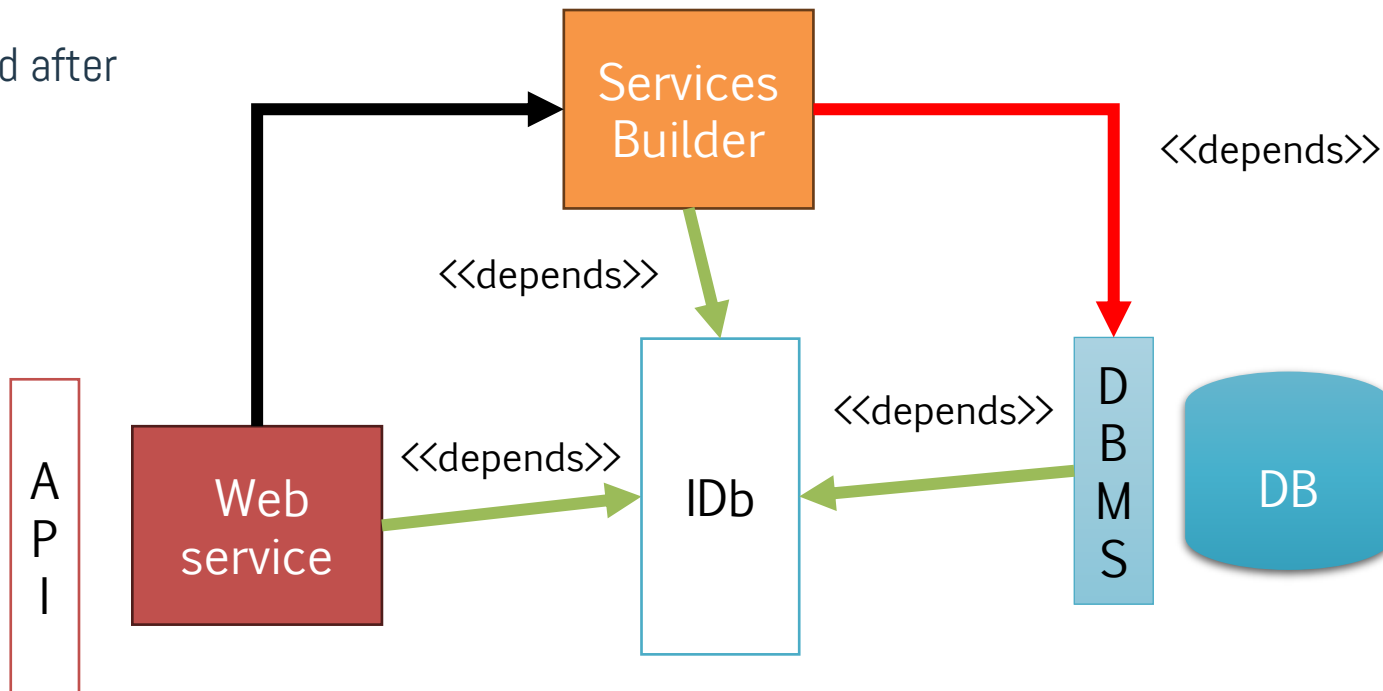 d after
Services
Builder
<<depends>>
<<depends>>
<<depends>>
<<depends>>
A
P
I
Web
service
IDb
D
B
M
S
DB